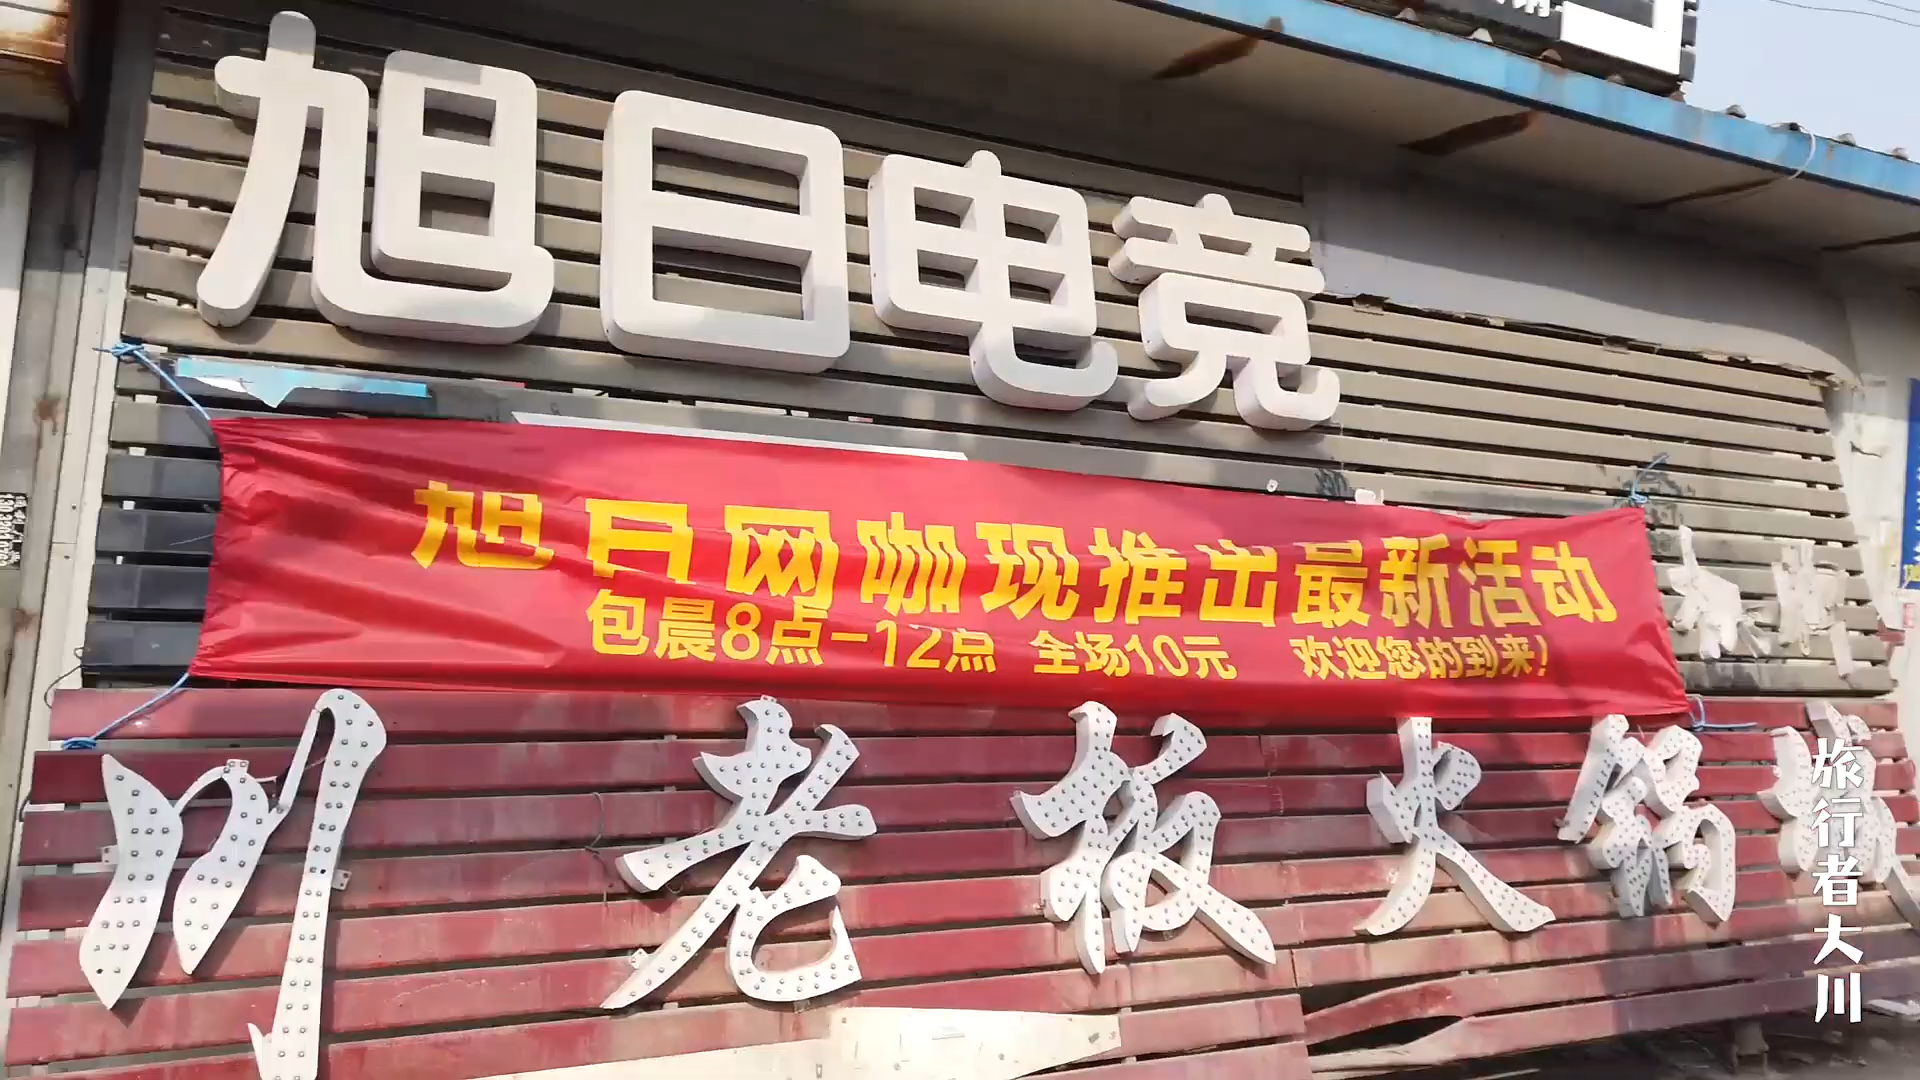 旭日电竞
旭日网咖现推出最新活动
包晨8点-12点 全场10元 欢迎您的到来!
川老板火锅城
旅行者大川